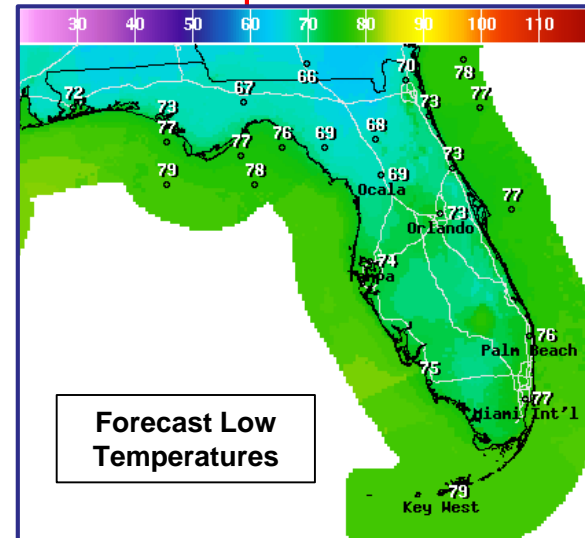 20 30 40 50 60 70 80 90 100 110
66 70 78
72 67 77
73 73
77 76 69 68
77 73
79 78 69
Ocala
77
73
Orlando
74
Tampa
76
Palm Beach
75
77
Miami Int'l
79
Key West
Forecast Low
Temperatures